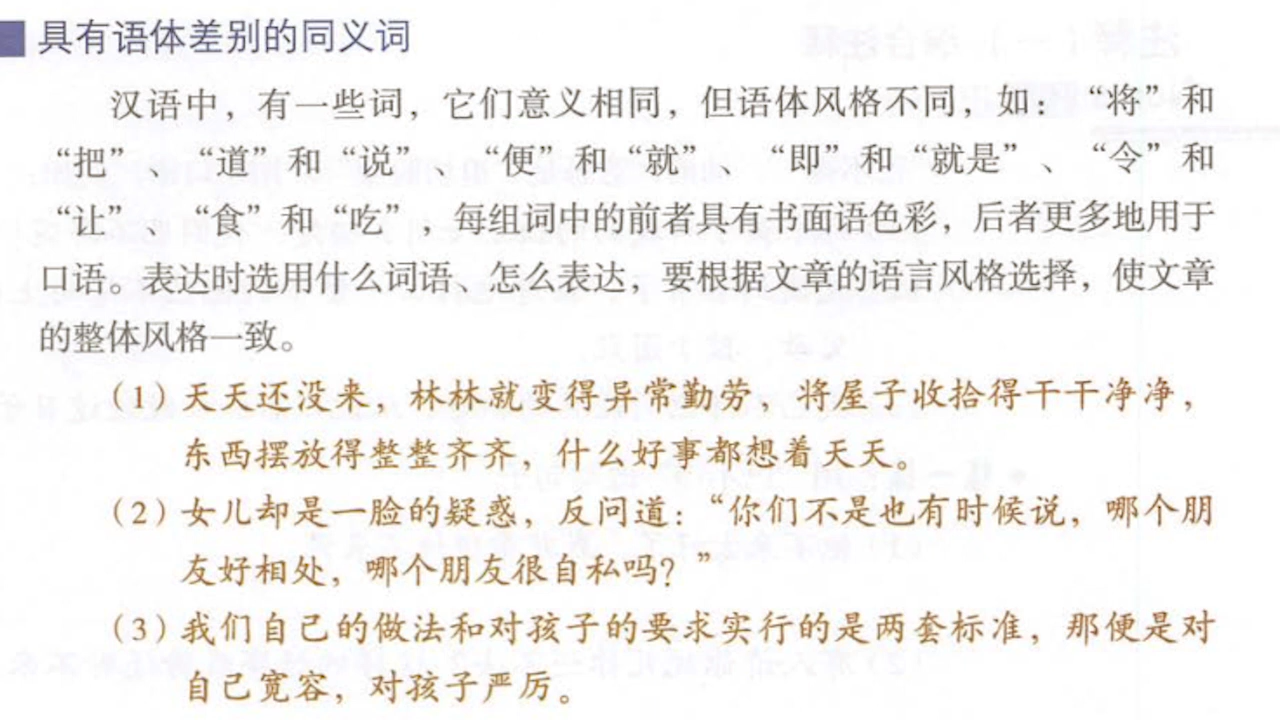 具有语体差别的同义词
汉语中，有一些词，它们意义相同，但语体风格不同，如：“将”和
“把”、“道”和“说”、“便”和“就”、“即”和“就是”、“令”和
“让”、“食”和“吃”，每组词中的前者具有书面语色彩，后者更多地用于
口语。表达时选用什么词语、怎么表达，要根据文章的语言风格选择，使文章
的整体风格一致。
（1）天天还没来，林林就变得异常勤劳，将屋子收拾得干干净净，
东西摆放得整整齐齐，什么好事都想着天天。
（2）女儿却是一脸的疑惑，反问道：“你们不是也有时候说，哪个朋
友好相处，哪个朋友很自私吗？”
（3）我们自己的做法和对孩子的要求实行的是两套标准，那便是对
自己宽容，对孩子严厉。